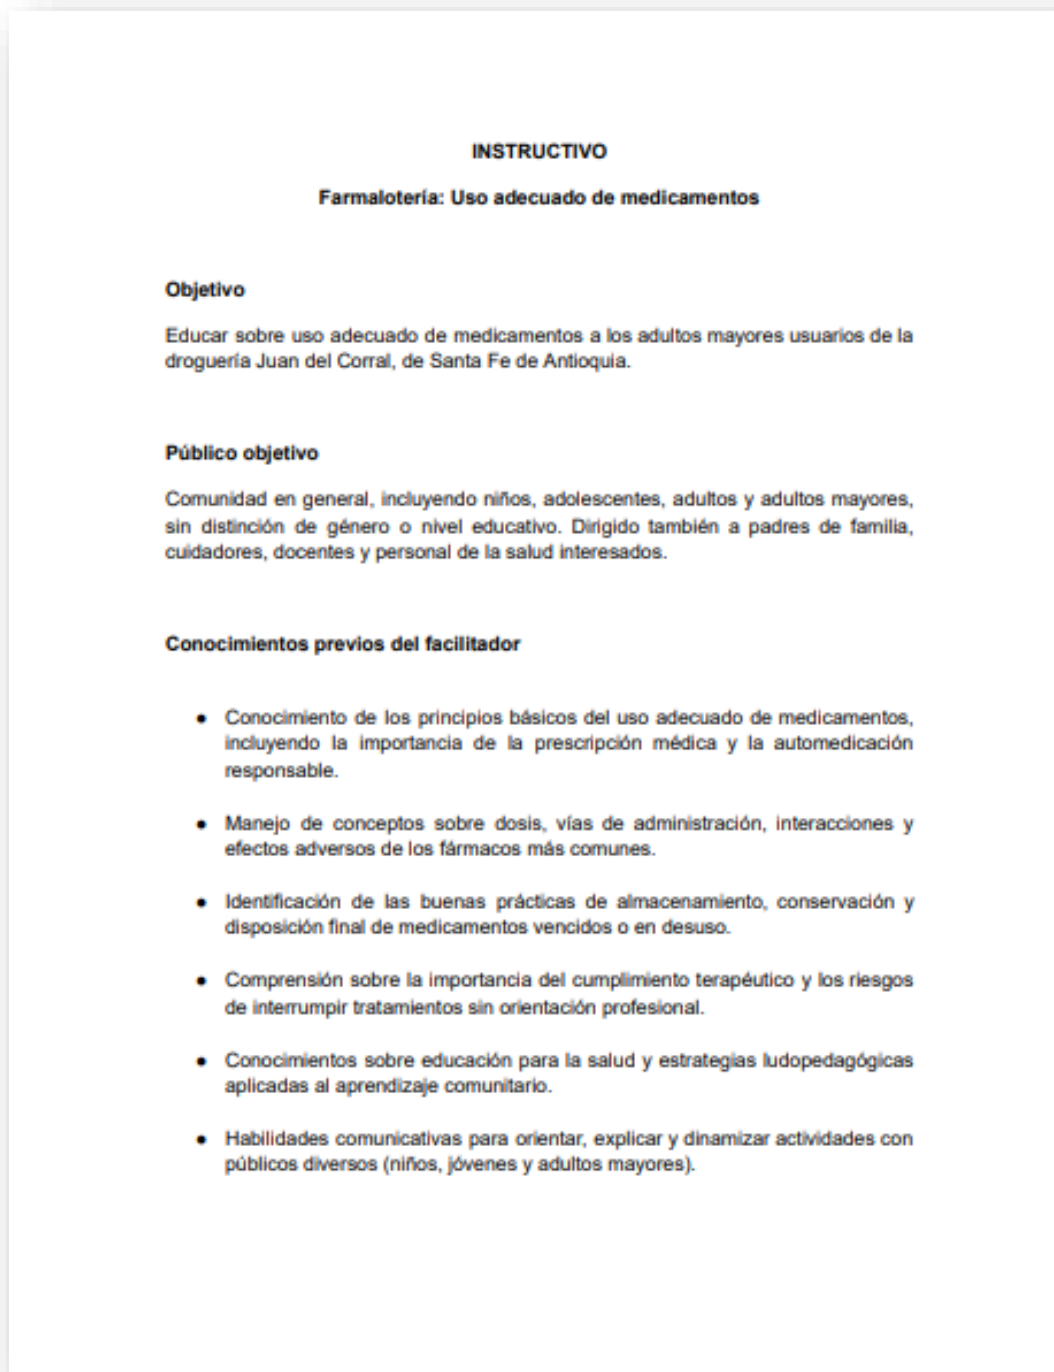 INSTRUCTIVO
Farmalotería: Uso adecuado de medicamentos
Objetivo
Educar sobre uso adecuado de medicamentos a los adultos mayores usuarios de la
droguería Juan del Corral, de Santa Fe de Antioquia.
Público objetivo
Comunidad en general, incluyendo niños, adolescentes, adultos y adultos mayores,
sin distinción de género o nivel educativo. Dirigido también a padres de familia,
cuidadores, docentes y personal de la salud interesados.
Conocimientos previos del facilitador
● Conocimiento de los principios básicos del uso adecuado de medicamentos,
incluyendo la importancia de la prescripción médica y la automedicación
responsable.
● Manejo de conceptos sobre dosis, vías de administración, interacciones y
efectos adversos de los fármacos más comunes.
● Identificación de las buenas prácticas de almacenamiento, conservación y
disposición final de medicamentos vencidos o en desuso.
● Comprensión sobre la importancia del cumplimiento terapéutico y los riesgos
de interrumpir tratamientos sin orientación profesional.
● Conocimientos sobre educación para la salud y estrategias ludopedagógicas
aplicadas al aprendizaje comunitario.
● Habilidades comunicativas para orientar, explicar y dinamizar actividades con
públicos diversos (niños, jóvenes y adultos mayores).